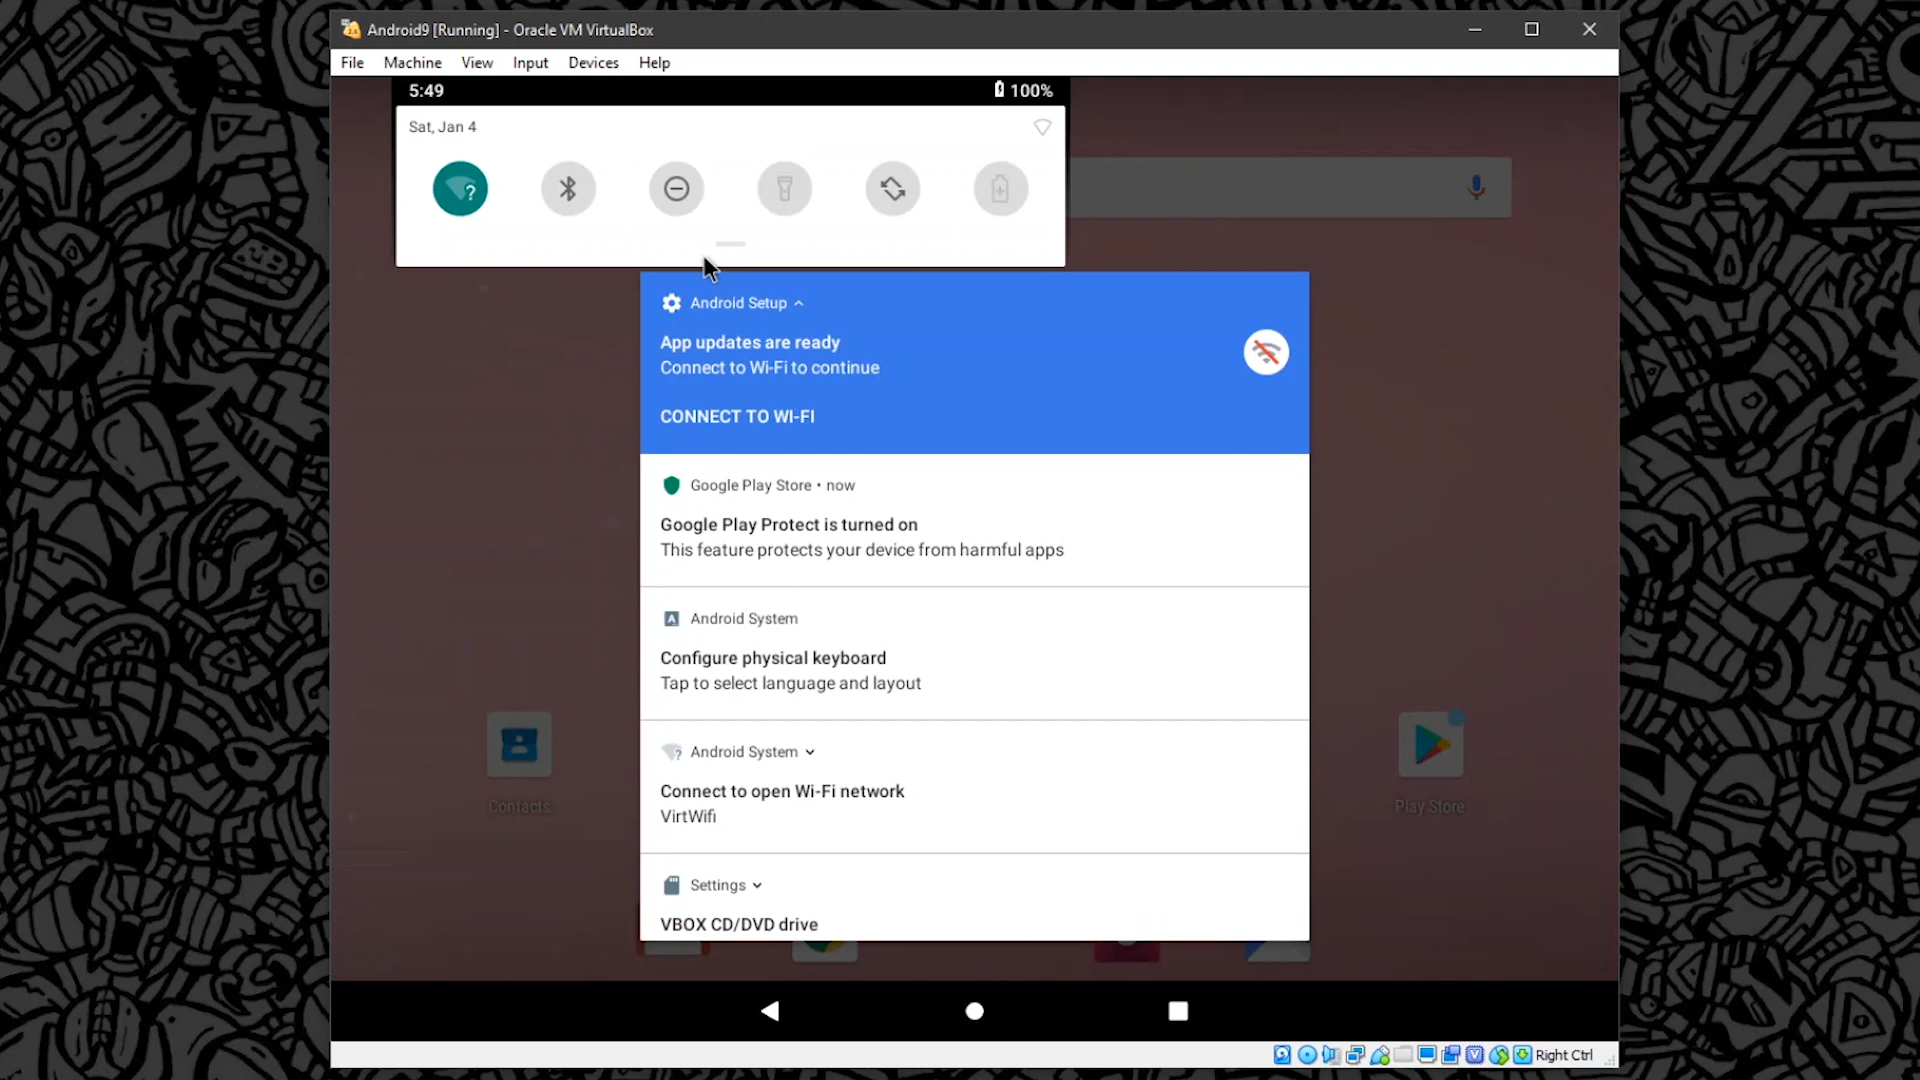 Android9 [Running] - Oracle VM VirtualBox
File Machine View Input Devices Help
5:49 100%
Sat, Jan 4
Android Setup
App updates are ready
Connect to Wi-Fi to continue
CONNECT TO WI-FI
Google Play Store • now
Google Play Protect is turned on
This feature protects your device from harmful apps
Android System
Configure physical keyboard
Tap to select language and layout
Android System
Connect to open Wi-Fi network
VirtWifi
Contacts
Play Store
Settings
VBOX CD/DVD drive
Right Ctrl